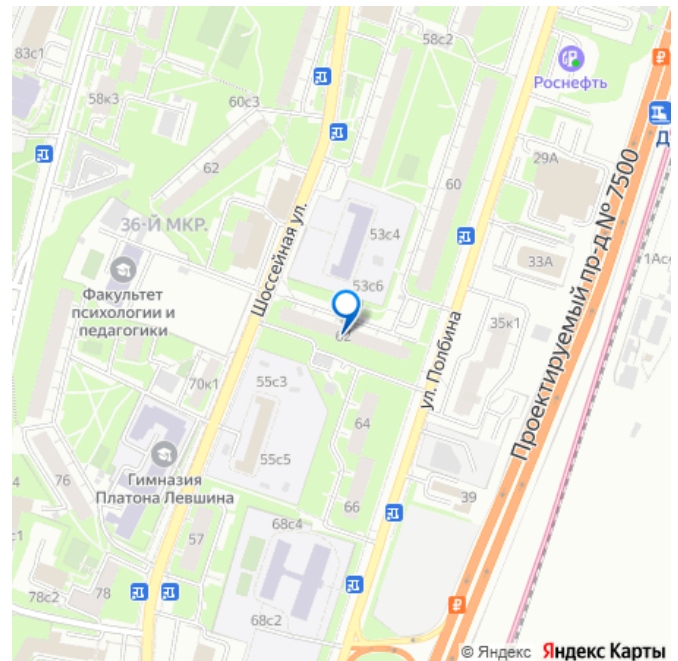 83с1
58с2
Роснефть
58к3
60с3
62
60
29А
Д
36-Й МКР.
Шоссейная ул.
53с4
33А
1Ас
Проектируемый пр-д № 7500
Факультет
психологии и
педагогики
53с6
62
35к1
ул. Полбина
70к1
55с3
64
55с5
Гимназия
Платона Левшина
76
66
39
68с4
57
78с2
78
68с2
© Яндекс Яндекс Карты